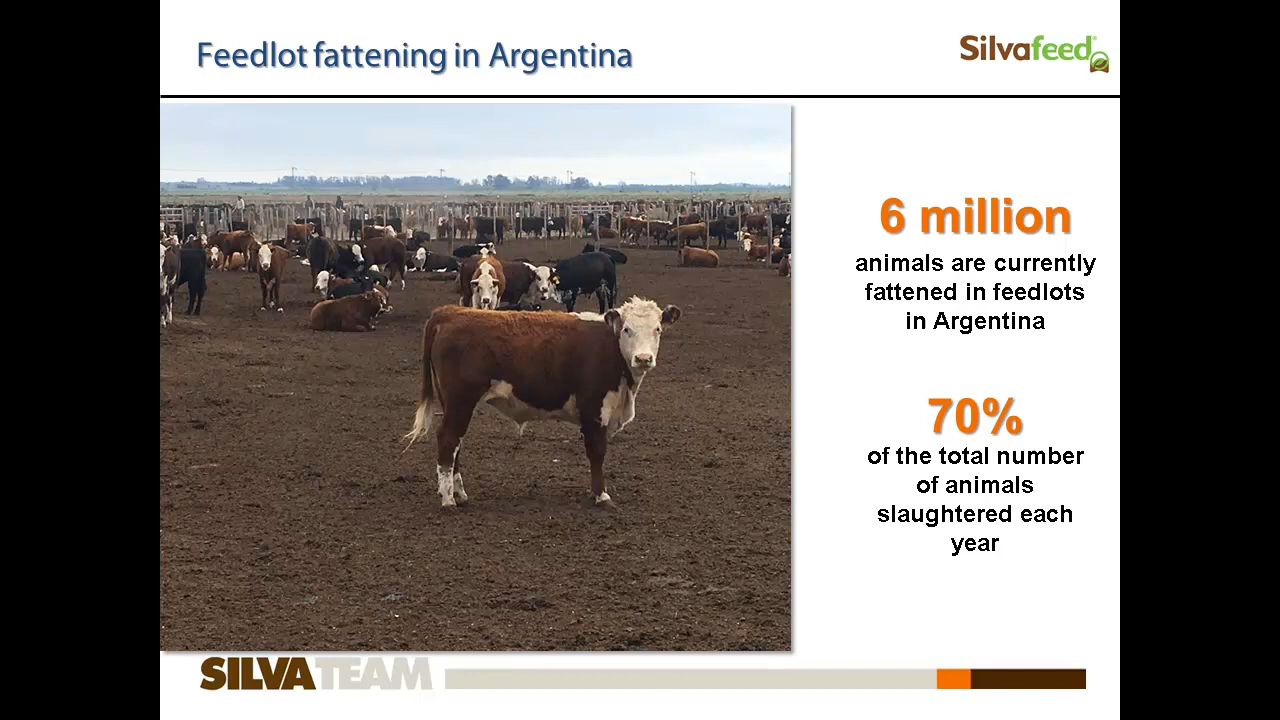 Feedlot fattening in Argentina
Silvafeed®
6 million
animals are currently
fattened in feedlots
in Argentina
70%
of the total number
of animals
slaughtered each
year
SILVATEAM